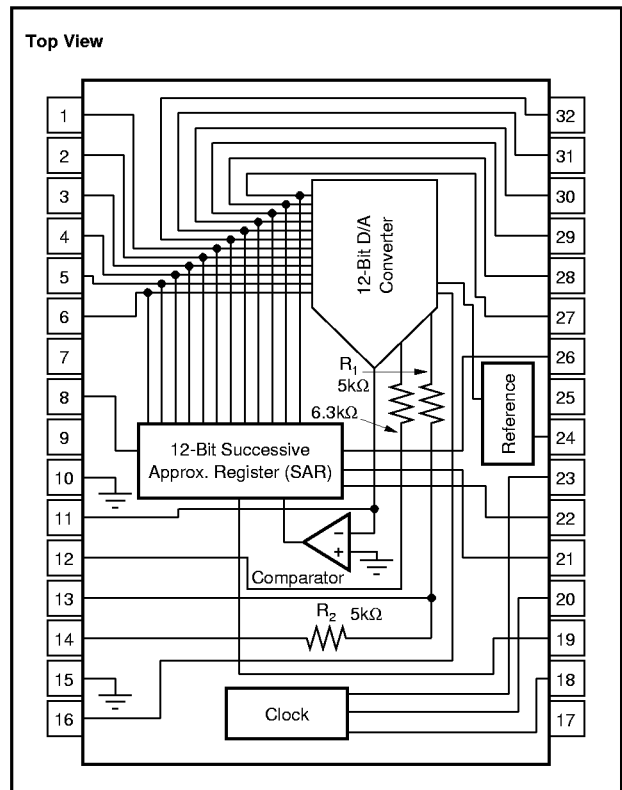 Top View
1
2
3
4
5
6
7
8
9
10
11
12
13
14
15
16
32
31
30
29
28
27
26
25
24
23
22
21
20
19
18
17
12-Bit D/A
Converter
R1
5kΩ
6.3kΩ
Reference
12-Bit Successive
Approx. Register (SAR)
–
+
Comparator
R2 5kΩ
Clock